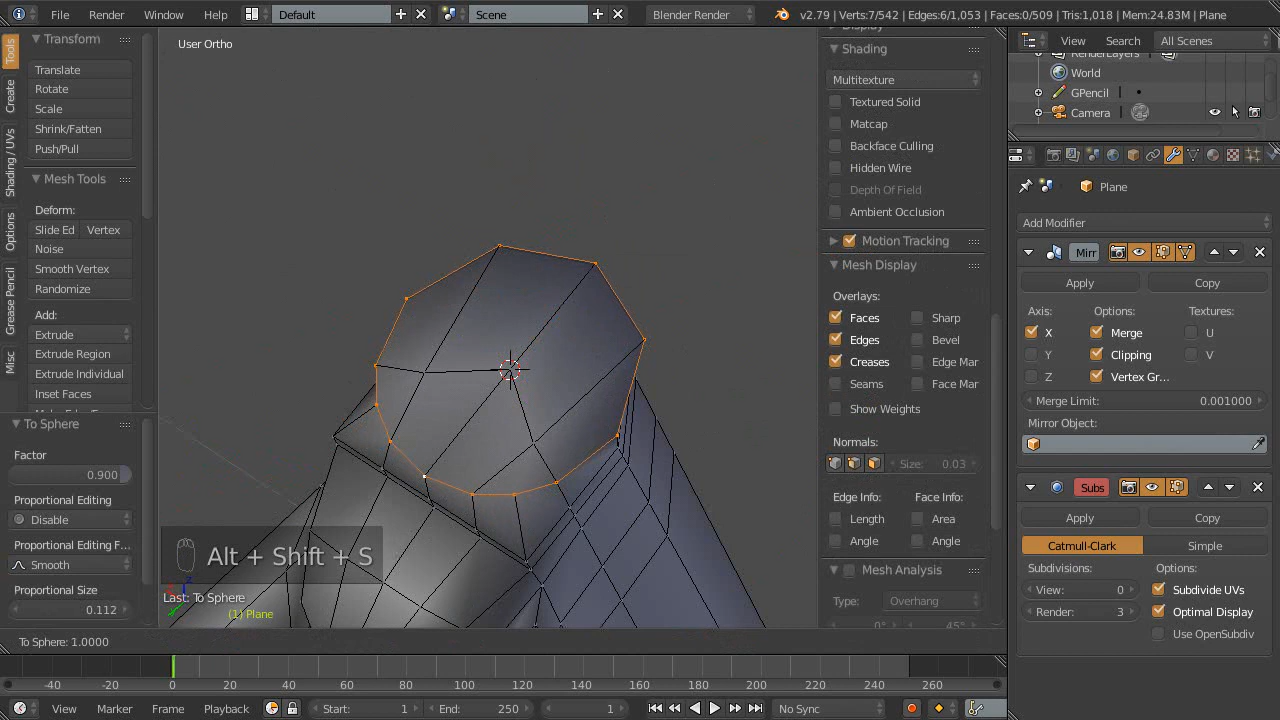 File Render Window Help Default Scene Blender Render v2.79 | Verts:7/542 | Edges:6/1,053 | Faces:0/509 | Tris:1,018 | Mem:24.83M | Plane
Tools
Create
Shading / UVs
Options
Grease Pencil
Misc
Transform
Translate
Rotate
Scale
Shrink/Fatten
Push/Pull
Mesh Tools
Deform:
Slide Ed Vertex
Noise
Smooth Vertex
Randomize
Add:
Extrude
Extrude Region
Extrude Individual
Inset Faces
To Sphere
Factor
0.900
Proportional Editing
Disable
Proportional Editing F...
Smooth
Proportional Size
0.112
User Ortho
Alt + Shift + S
Last: To Sphere
(1) Plane
To Sphere: 1.0000
Shading
Multitexture
Textured Solid
Matcap
Backface Culling
Hidden Wire
Depth Of Field
Ambient Occlusion
Motion Tracking
Mesh Display
Overlays:
Faces Sharp
Edges Bevel
Creases Edge Mar
Seams Face Mar
Show Weights
Normals:
Size: 0.03
Edge Info: Face Info:
Length Area
Angle Angle
Mesh Analysis
Type: Overhang
0° 45°
View Search All Scenes
RenderLayers
World
GPencil
Camera
Plane
Add Modifier
Mirr
Apply Copy
Axis: Options: Textures:
X Merge U
Y Clipping V
Z Vertex Gr...
Merge Limit: 0.001000
Mirror Object:
Subs
Apply Copy
Catmull-Clark Simple
Subdivisions: Options:
View: 0 Subdivide UVs
Render: 3 Optimal Display
Use OpenSubdiv
-40 -20 0 20 40 60 80 100 120 140 160 180 200 220 240 260
View Marker Frame Playback Start: 1 End: 250 1 No Sync